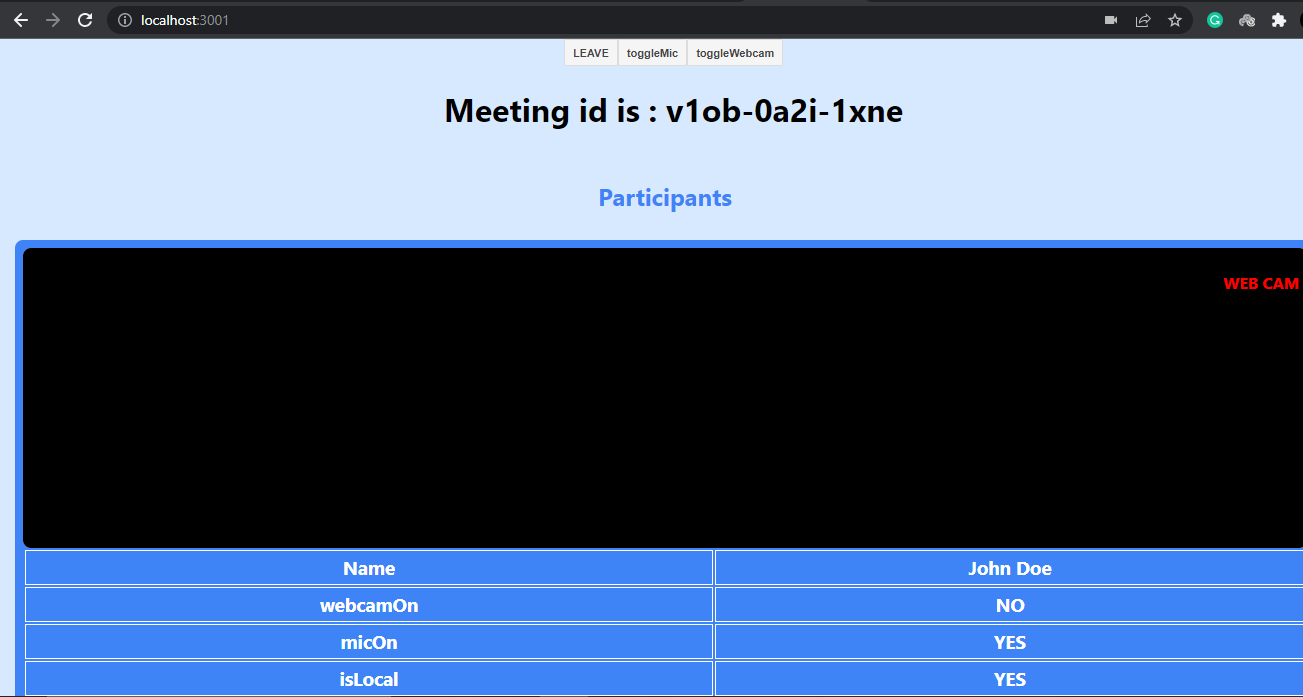 localhost:3001
LEAVE toggleMic toggleWebcam
Meeting id is : v1ob-0a2i-1xne
Participants
WEB CAM
Name John Doe
webcamOn NO
micOn YES
isLocal YES